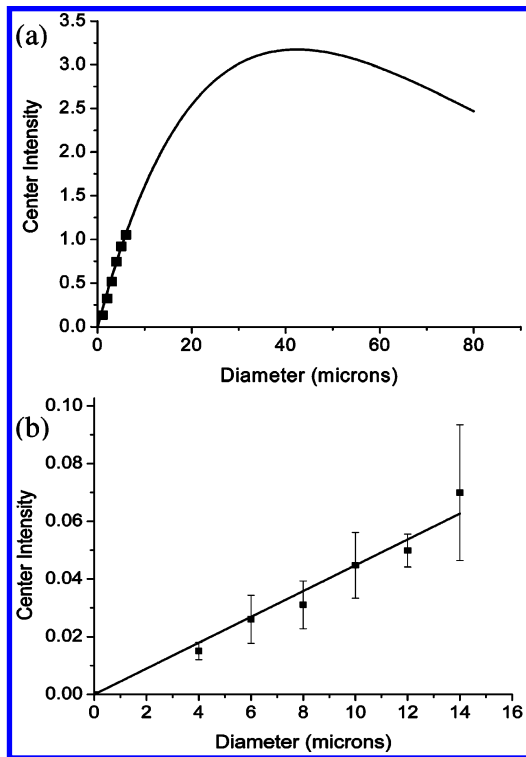 (a)
3.5
3.0
2.5
2.0
1.5
1.0
0.5
0.0
Center Intensity
0 20 40 60 80
Diameter (microns)
(b)
0.10
0.08
0.06
0.04
0.02
0.00
Center Intensity
0 2 4 6 8 10 12 14 16
Diameter (microns)